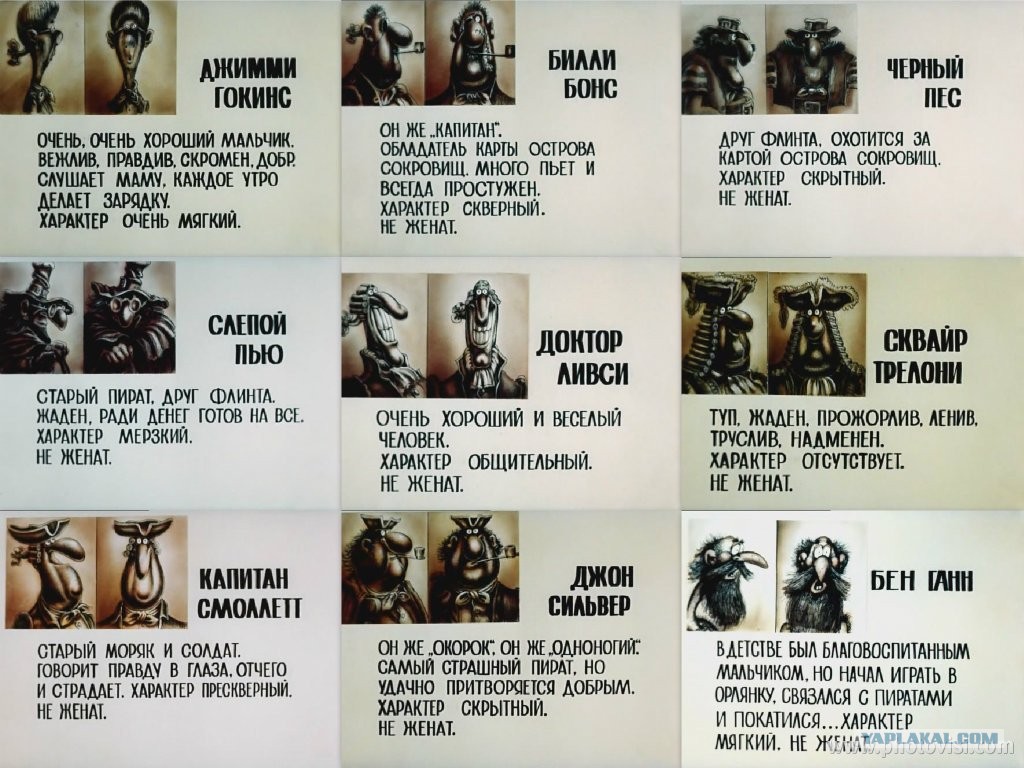 ДЖИММИ
ГОКИНС
ОЧЕНЬ, ОЧЕНЬ ХОРОШИЙ МАЛЬЧИК.
ВЕЖЛИВ, ПРАВДИВ, СКРОМЕН, ДОБР.
СЛУШАЕТ МАМУ, КАЖДОЕ УТРО
ДЕЛАЕТ ЗАРЯДКУ.
ХАРАКТЕР ОЧЕНЬ МЯГКИЙ.
БИЛЛИ
БОНС
ОН ЖЕ „КАПИТАН“.
ОБЛАДАТЕЛЬ КАРТЫ ОСТРОВА
СОКРОВИЩ. МНОГО ПЬЕТ И
ВСЕГДА ПРОСТУЖЕН.
ХАРАКТЕР СКВЕРНЫЙ.
НЕ ЖЕНАТ.
ЧЕРНЫЙ
ПЕС
ДРУГ ФЛИНТА, ОХОТИТСЯ ЗА
КАРТОЙ ОСТРОВА СОКРОВИЩ.
ХАРАКТЕР СКРЫТНЫЙ.
НЕ ЖЕНАТ.
СЛЕПОЙ
ПЬЮ
СТАРЫЙ ПИРАТ, ДРУГ ФЛИНТА.
ЖАДЕН, РАДИ ДЕНЕГ ГОТОВ НА ВСЕ.
ХАРАКТЕР МЕРЗКИЙ.
НЕ ЖЕНАТ.
ДОКТОР
ЛИВСИ
ОЧЕНЬ ХОРОШИЙ И ВЕСЕЛЫЙ
ЧЕЛОВЕК.
ХАРАКТЕР ОБЩИТЕЛЬНЫЙ.
НЕ ЖЕНАТ.
СКВАЙР
ТРЕЛОНИ
ТУП, ЖАДЕН, ПРОЖОРЛИВ, ЛЕНИВ,
ТРУСЛИВ, НАДМЕНЕН.
ХАРАКТЕР ОТСУТСТВУЕТ.
НЕ ЖЕНАТ.
КАПИТАН
СМОЛЛЕТТ
СТАРЫЙ МОРЯК И СОЛДАТ.
ГОВОРИТ ПРАВДУ В ГЛАЗА, ОТЧЕГО
И СТРАДАЕТ. ХАРАКТЕР ПРЕСКВЕРНЫЙ.
НЕ ЖЕНАТ.
ДЖОН
СИЛЬВЕР
ОН ЖЕ „ОКОРОК“, ОН ЖЕ „ОДНОНОГИЙ“.
САМЫЙ СТРАШНЫЙ ПИРАТ, НО
УДАЧНО ПРИТВОРЯЕТСЯ ДОБРЫМ.
ХАРАКТЕР СКРЫТНЫЙ.
НЕ ЖЕНАТ.
БЕН ГАНН
В ДЕТСТВЕ БЫЛ БЛАГОВОСПИТАННЫМ
МАЛЬЧИКОМ, НО НАЧАЛ ИГРАТЬ В
ОРЛЯНКУ, СВЯЗАЛСЯ С ПИРАТАМИ
И ПОКАТИЛСЯ...ХАРАКТЕР
МЯГКИЙ. НЕ ЖЕНАТ.
YAPLAKAL.COM
www.photovisi.com